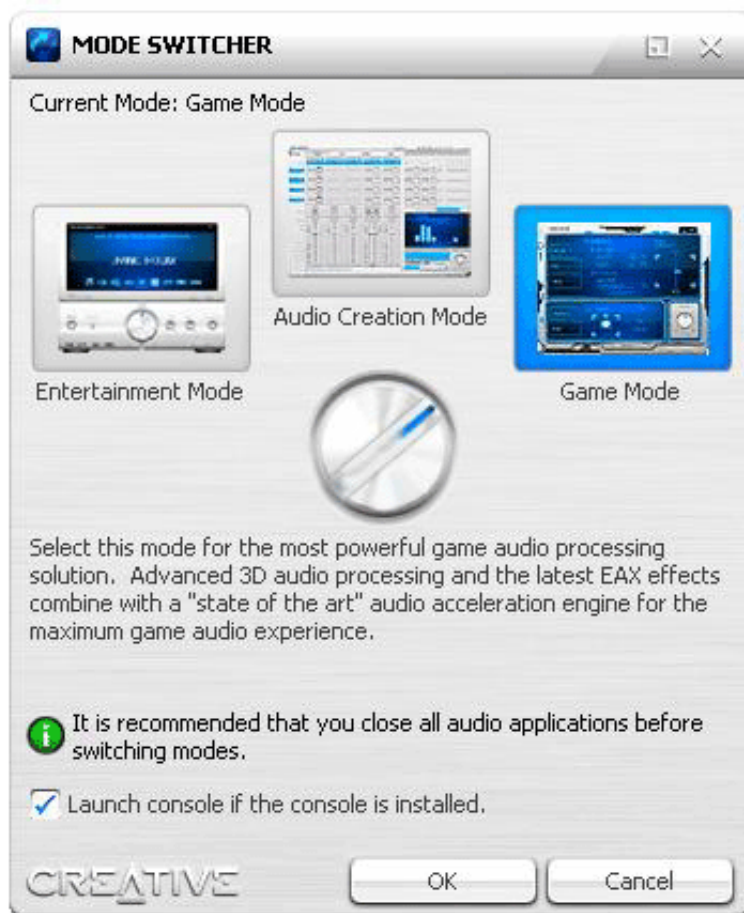 MODE SWITCHER
Current Mode: Game Mode
Audio Creation Mode
Entertainment Mode
Game Mode
Select this mode for the most powerful game audio processing
solution.  Advanced 3D audio processing and the latest EAX effects
combine with a "state of the art" audio acceleration engine for the
maximum game audio experience.
It is recommended that you close all audio applications before
switching modes.
Launch console if the console is installed.
CREATIVE
OK
Cancel